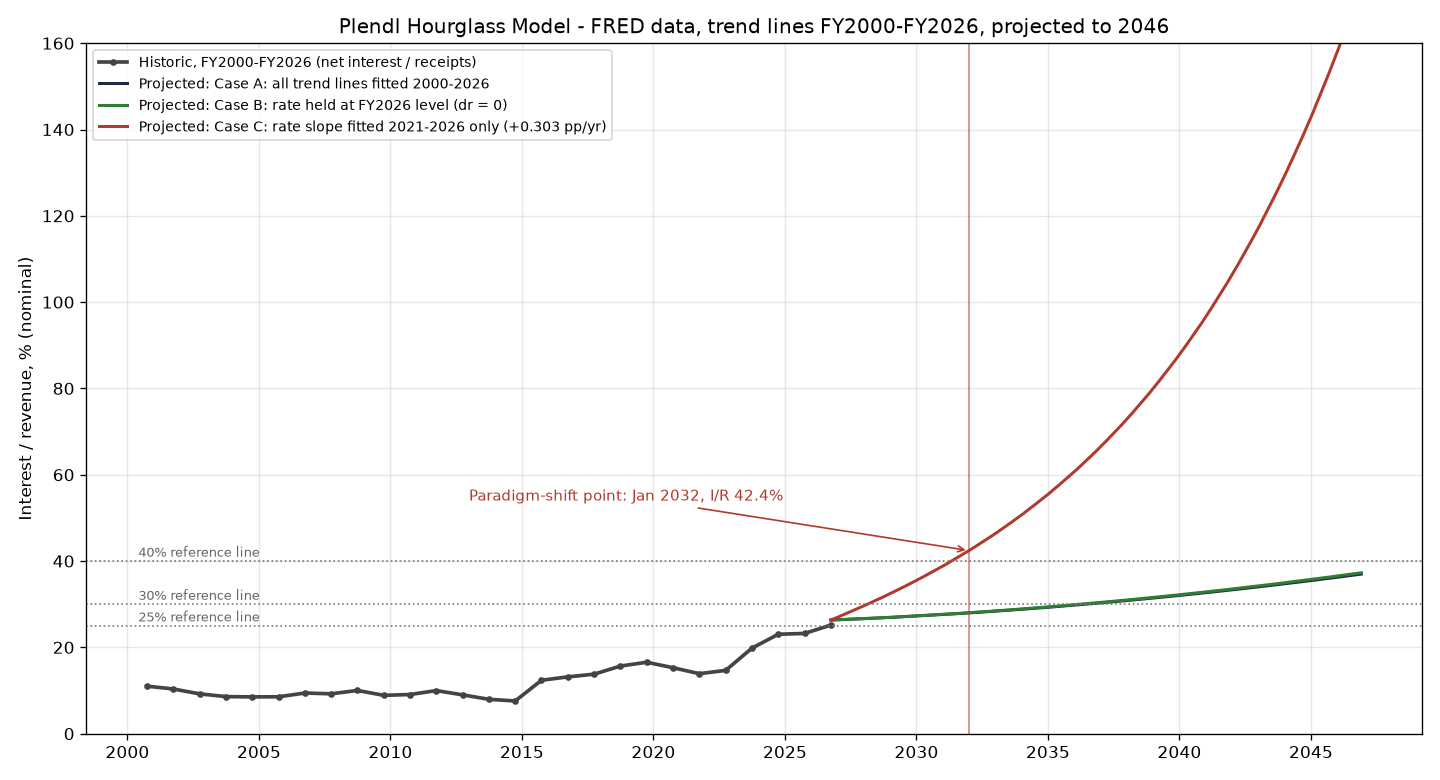 Plendl Hourglass Model - FRED data, trend lines FY2000-FY2026, projected to 2046
Historic, FY2000-FY2026 (net interest / receipts)
Projected: Case A: all trend lines fitted 2000-2026
Projected: Case B: rate held at FY2026 level (dr = 0)
Projected: Case C: rate slope fitted 2021-2026 only (+0.303 pp/yr)
Interest / revenue, % (nominal)
160
140
120
100
80
60
40
20
0
Paradigm-shift point: Jan 2032, I/R 42.4%
40% reference line
30% reference line
25% reference line
2000 2005 2010 2015 2020 2025 2030 2035 2040 2045